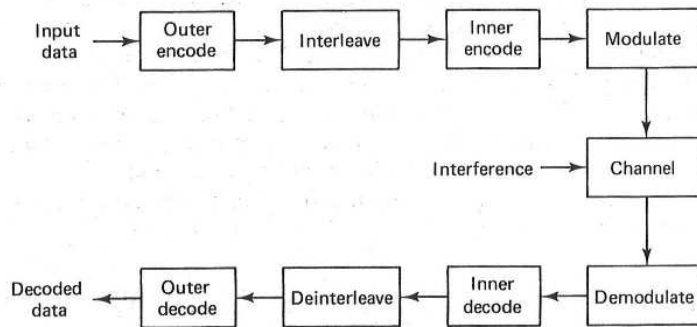 Input
data
Outer
encode
Interleave
Inner
encode
Modulate
Interference
Channel
Decoded
data
Outer
decode
Deinterleave
Inner
decode
Demodulate